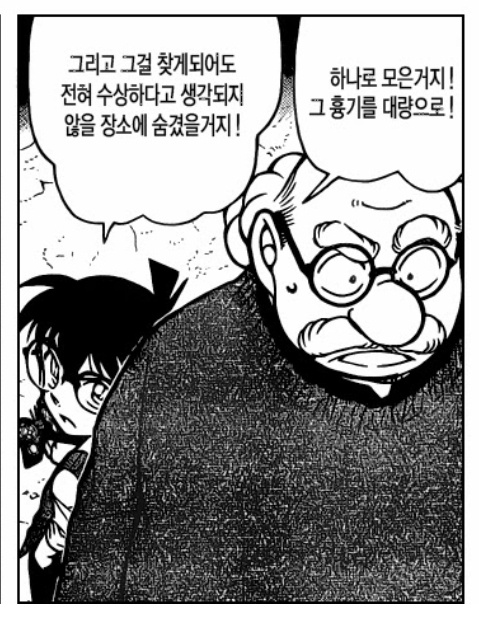 하나로 모은거지!
그 흉기를 대량으로!
그리고 그걸 찾게되어도
전혀 수상하다고 생각되지
않을 장소에 숨겼을거지!